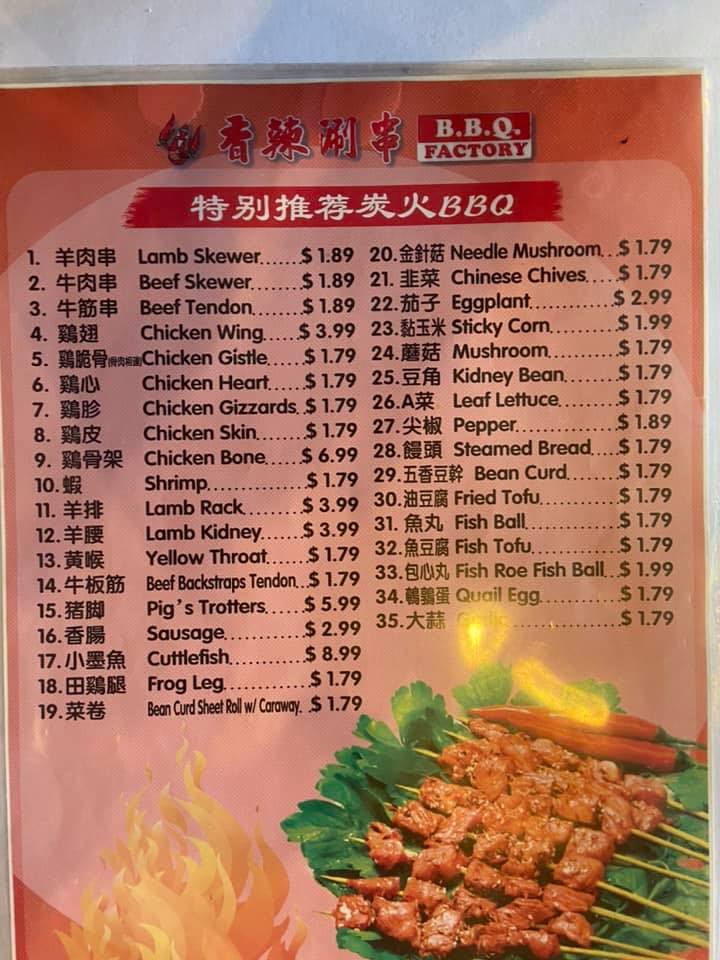 香辣涮串 B.B.Q. FACTORY
特别推荐炭火BBQ
1. 羊肉串 Lamb Skewer......$ 1.89
2. 牛肉串 Beef Skewer.......$ 1.89
3. 牛筋串 Beef Tendon.......$ 1.89
4. 鷄翅 Chicken Wing.....$ 3.99
5. 鷄脆骨 Chicken Gistle.....$ 1.79
6. 鷄心 Chicken Heart.....$ 1.79
7. 鷄胗 Chicken Gizzards..$ 1.79
8. 鷄皮 Chicken Skin.......$ 1.79
9. 鷄骨架 Chicken Bone.....$ 6.99
10. 蝦 Shrimp..............$ 1.79
11. 羊排 Lamb Rack.........$ 3.99
12. 羊腰 Lamb Kidney......$ 3.99
13. 黄喉 Yellow Throat.....$ 1.79
14. 牛板筋 Beef Backstraps Tendon..$ 1.79
15. 猪脚 Pig's Trotters......$ 5.99
16. 香腸 Sausage...........$ 2.99
17. 小墨魚 Cuttlefish..........$ 8.99
18. 田鷄腿 Frog Leg............$ 1.79
19. 菜卷 Bean Curd Sheet Roll w/ Caraway..$ 1.79
20. 金針菇 Needle Mushroom..$ 1.79
21. 韭菜 Chinese Chives.....$ 1.79
22. 茄子 Eggplant...........$ 2.99
23. 黏玉米 Sticky Corn.........$ 1.99
24. 蘑菇 Mushroom.........$ 1.79
25. 豆角 Kidney Bean.......$ 1.79
26. A菜 Leaf Lettuce........$ 1.79
27. 尖椒 Pepper..............$ 1.89
28. 饅頭 Steamed Bread....$ 1.79
29. 五香豆幹 Bean Curd.......$ 1.79
30. 油豆腐 Fried Tofu...........$ 1.79
31. 魚丸 Fish Ball.............$ 1.79
32. 魚豆腐 Fish Tofu............$ 1.79
33. 包心丸 Fish Roe Fish Ball..$ 1.99
34. 鵪鶉蛋 Quail Egg...........$ 1.79
35. 大蒜 Garlic...............$ 1.79